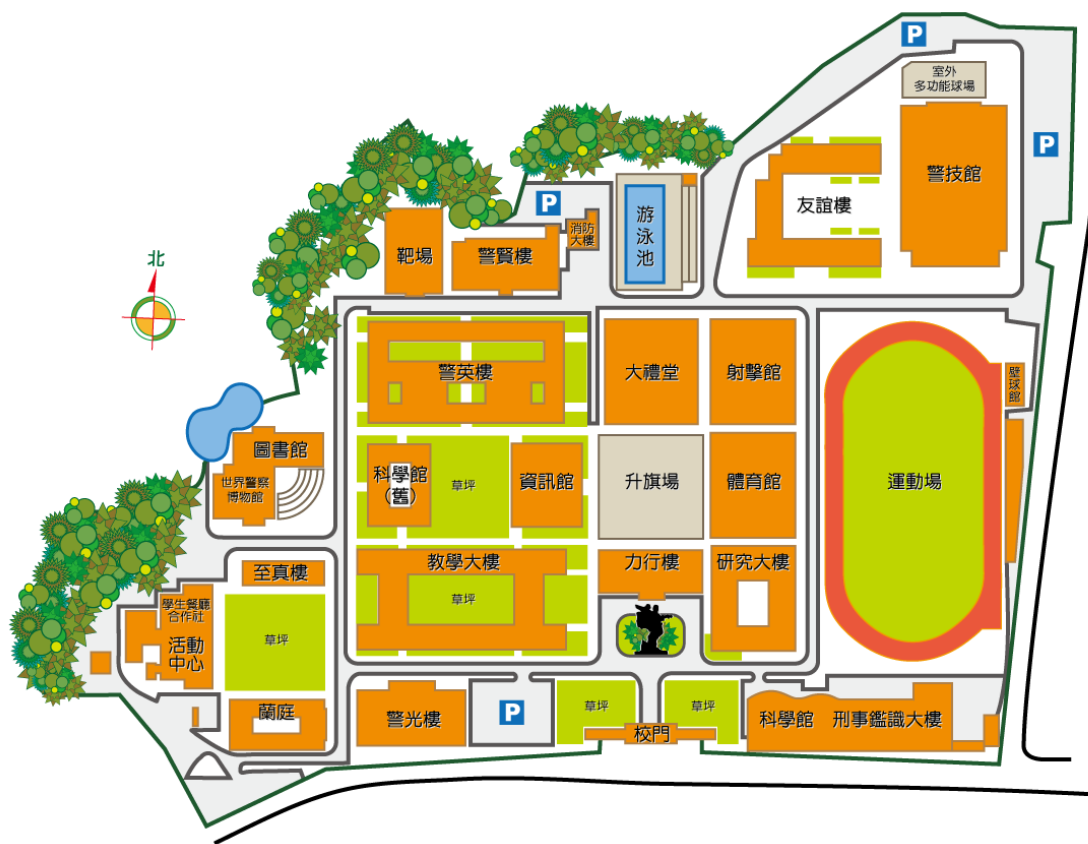 P
室外
多功能球場
警技館
P
友誼樓
P
消防
大樓
游泳池
靶場
警賢樓
北
警英樓
大禮堂
射擊館
壁球館
圖書館
世界警察
博物館
科學館
(舊)
草坪
資訊館
升旗場
體育館
運動場
教學大樓
草坪
力行樓
研究大樓
至真樓
學生餐廳
合作社
活動
中心
草坪
蘭庭
警光樓
P
草坪
校門
草坪
科學館
刑事鑑識大樓